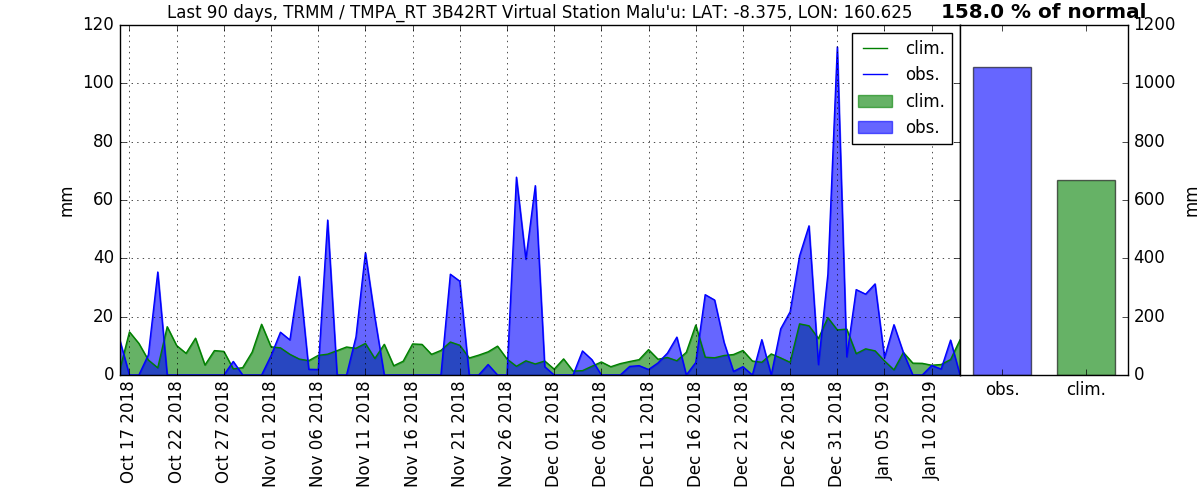 Last 90 days, TRMM / TMPA_RT 3B42RT Virtual Station Malu'u: LAT: -8.375, LON: 160.625
158.0 % of normal
mm
120
100
80
60
40
20
0
clim.
obs.
clim.
obs.
Oct 17 2018
Oct 22 2018
Oct 27 2018
Nov 01 2018
Nov 06 2018
Nov 11 2018
Nov 16 2018
Nov 21 2018
Nov 26 2018
Dec 01 2018
Dec 06 2018
Dec 11 2018
Dec 16 2018
Dec 21 2018
Dec 26 2018
Dec 31 2018
Jan 05 2019
Jan 10 2019
1200
1000
800
600
400
200
0
mm
obs.
clim.